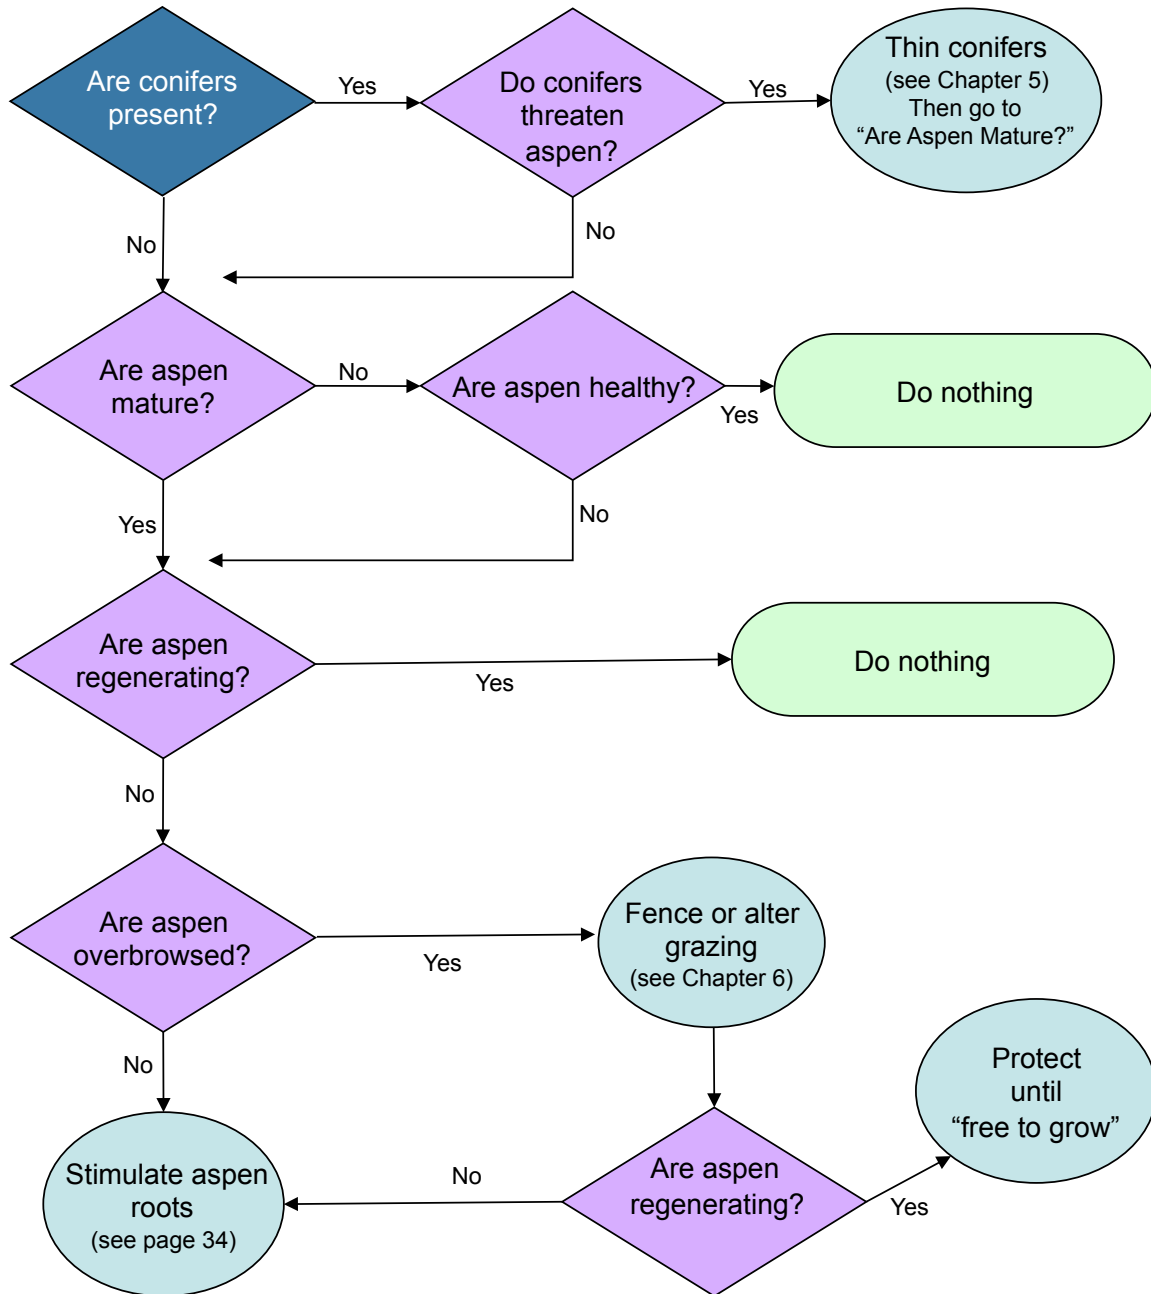 Are conifers
present?
Yes
Do conifers
threaten
aspen?
Yes
Thin conifers
(see Chapter 5)
Then go to
“Are Aspen Mature?”
No
No
Are aspen
mature?
No
Are aspen healthy?
Yes
Do nothing
Yes
No
Are aspen
regenerating?
Yes
Do nothing
No
Are aspen
overbrowsed?
Yes
Fence or alter
grazing
(see Chapter 6)
No
Protect
until
“free to grow”
Stimulate aspen
roots
(see page 34)
No
Are aspen
regenerating?
Yes